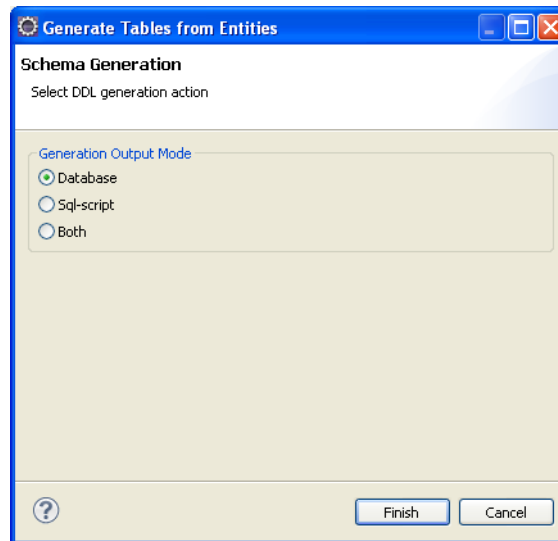 Generate Tables from Entities
Schema Generation
Select DDL generation action
Generation Output Mode
Database
Sql-script
Both
?
Finish
Cancel